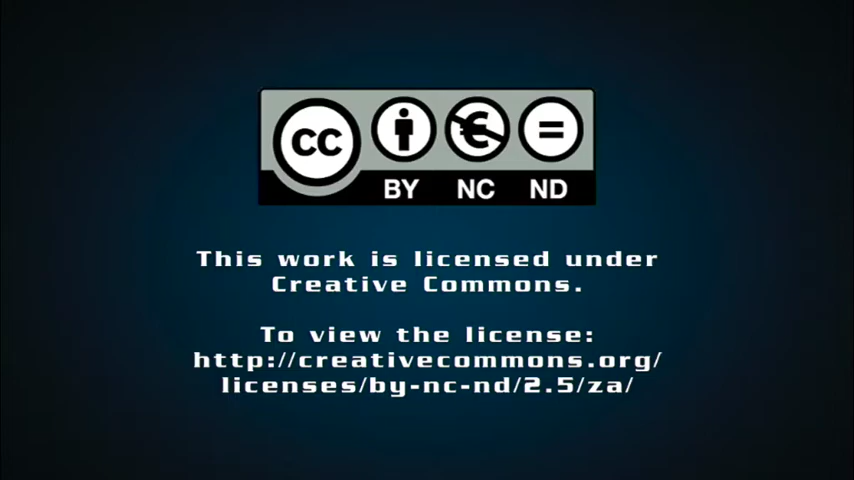 CC
BY NC ND
This work is licensed under
Creative Commons.
To view the license:
http://creativecommons.org/
licenses/by-nc-nd/2.5/za/